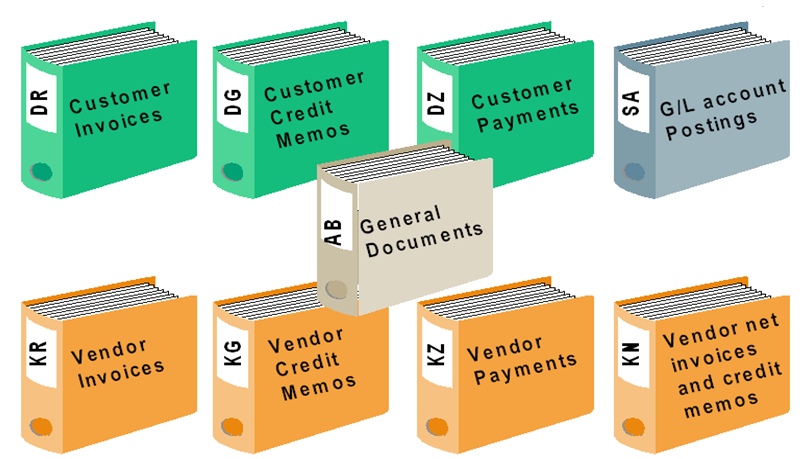 DR
Customer
Invoices
DG
Customer
Credit
Memos
DZ
Customer
Payments
SA
G/L account
Postings
AB
General
Documents
KR
Vendor
Invoices
KG
Vendor
Credit
Memos
KZ
Vendor
Payments
KN
Vendor net
invoices
and credit
memos